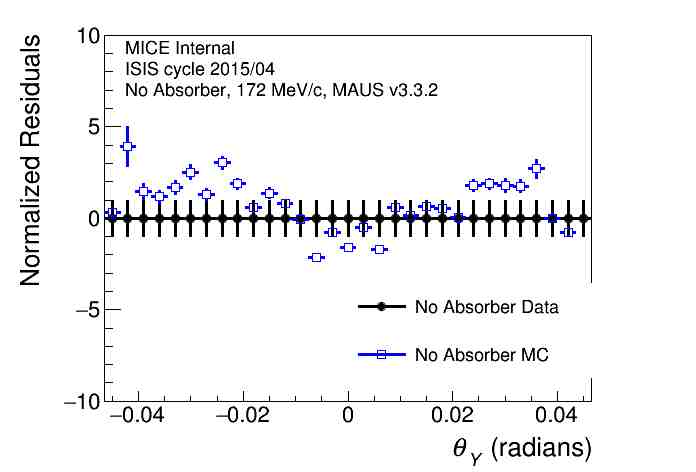 Normalized Residuals
10
5
0
−5
−10
MICE Internal
ISIS cycle 2015/04
No Absorber, 172 MeV/c, MAUS v3.3.2
No Absorber Data
No Absorber MC
−0.04 −0.02 0 0.02 0.04
θY (radians)